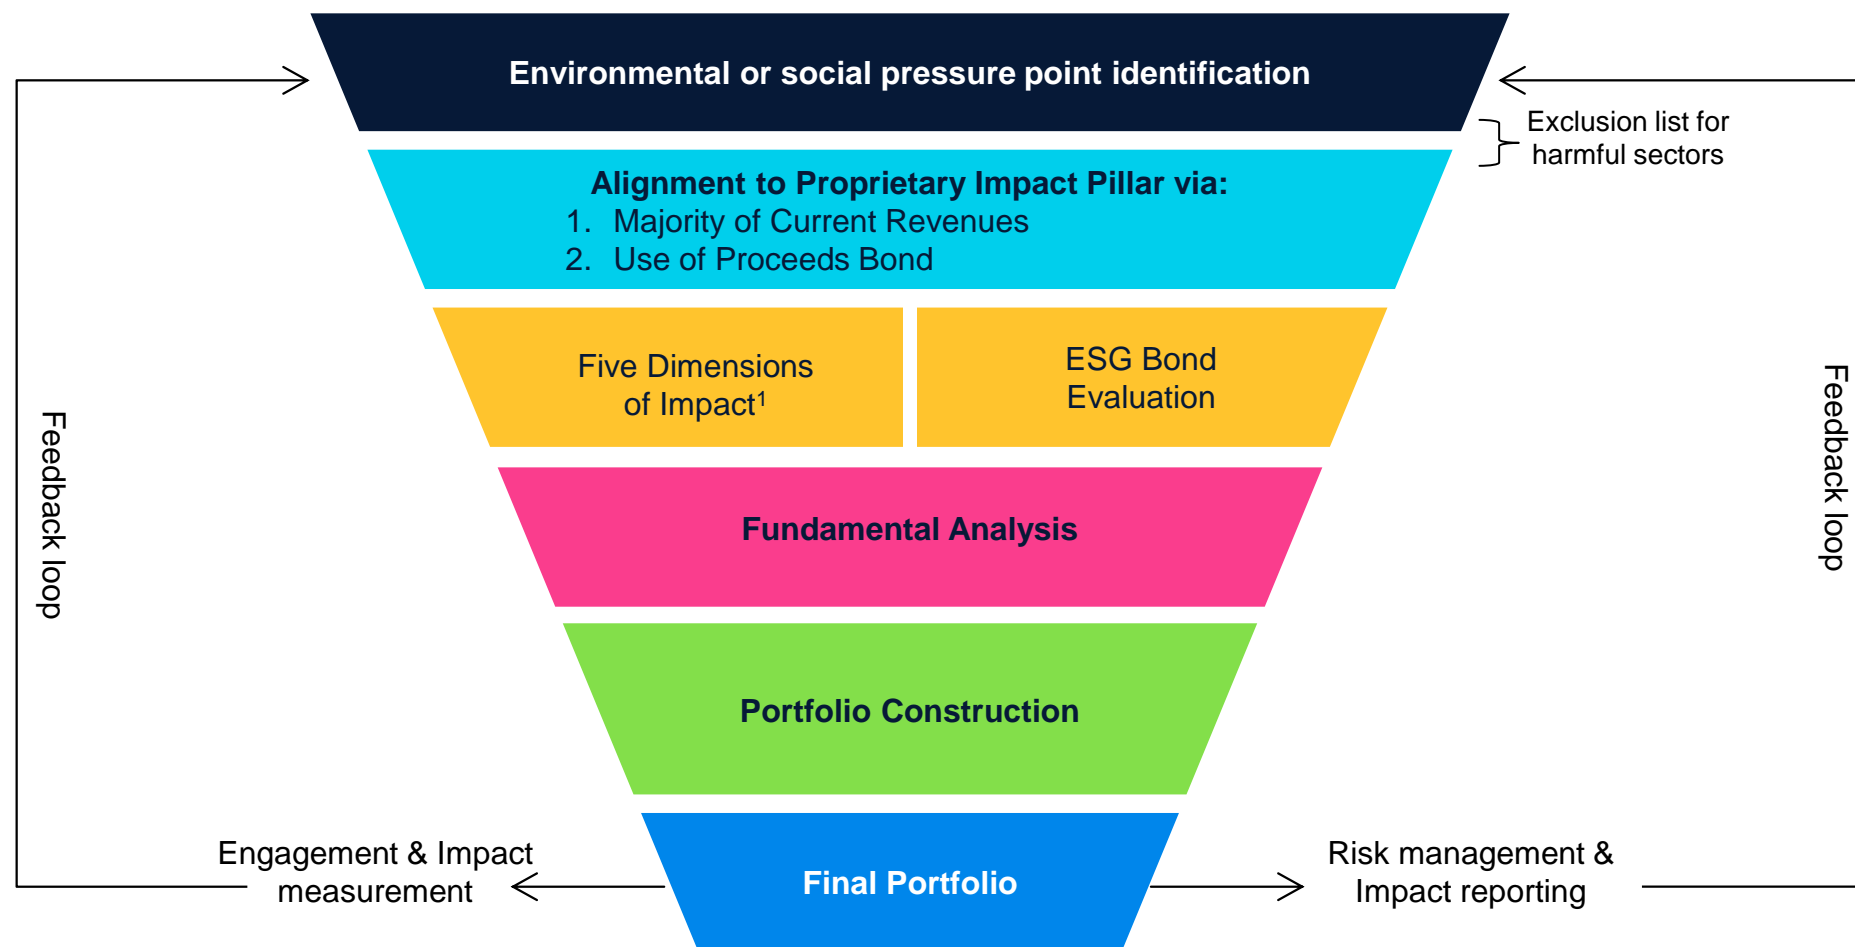 Environmental or social pressure point identification
Exclusion list for
harmful sectors
Alignment to Proprietary Impact Pillar via:
1. Majority of Current Revenues
2. Use of Proceeds Bond
Five Dimensions
of Impact¹
ESG Bond
Evaluation
Feedback loop
Feedback loop
Fundamental Analysis
Portfolio Construction
Engagement & Impact
measurement
Final Portfolio
Risk management &
Impact reporting